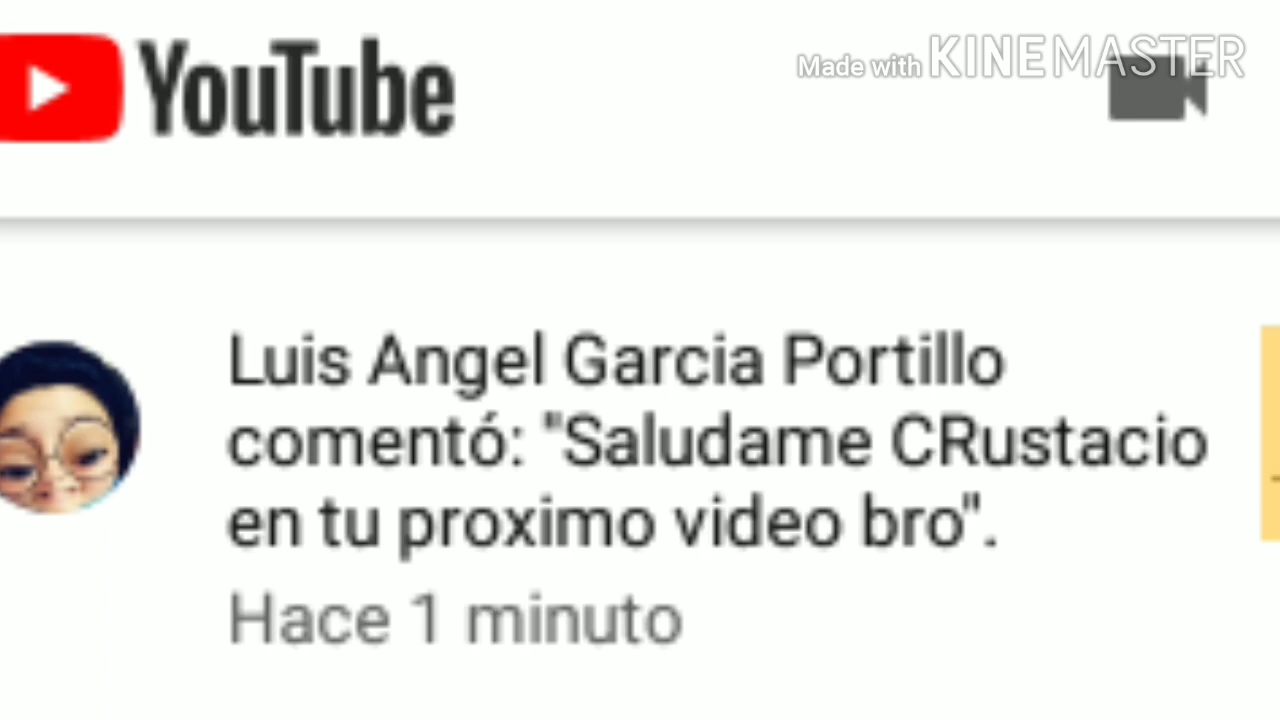 YouTube
Made with KINEMASTER
Luis Angel Garcia Portillo
comentó: "Saludame CRustacio
en tu proximo video bro".
Hace 1 minuto